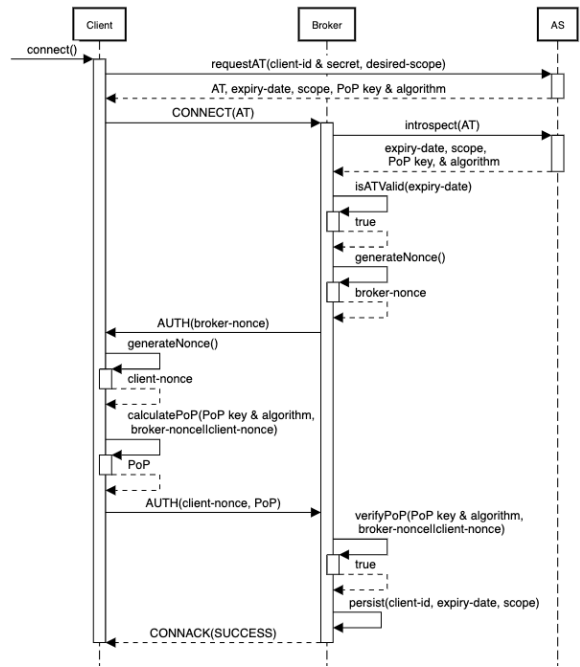 Client
Broker
AS
connect()
requestAT(client-id & secret, desired-scope)
AT, expiry-date, scope, PoP key & algorithm
CONNECT(AT)
introspect(AT)
expiry-date, scope,
PoP key, & algorithm
isATValid(expiry-date)
true
generateNonce()
broker-nonce
AUTH(broker-nonce)
generateNonce()
client-nonce
calculatePoP(PoP key & algorithm,
broker-nonce||client-nonce)
PoP
AUTH(client-nonce, PoP)
verifyPoP(PoP key & algorithm,
broker-nonce||client-nonce)
true
persist(client-id, expiry-date, scope)
CONNACK(SUCCESS)